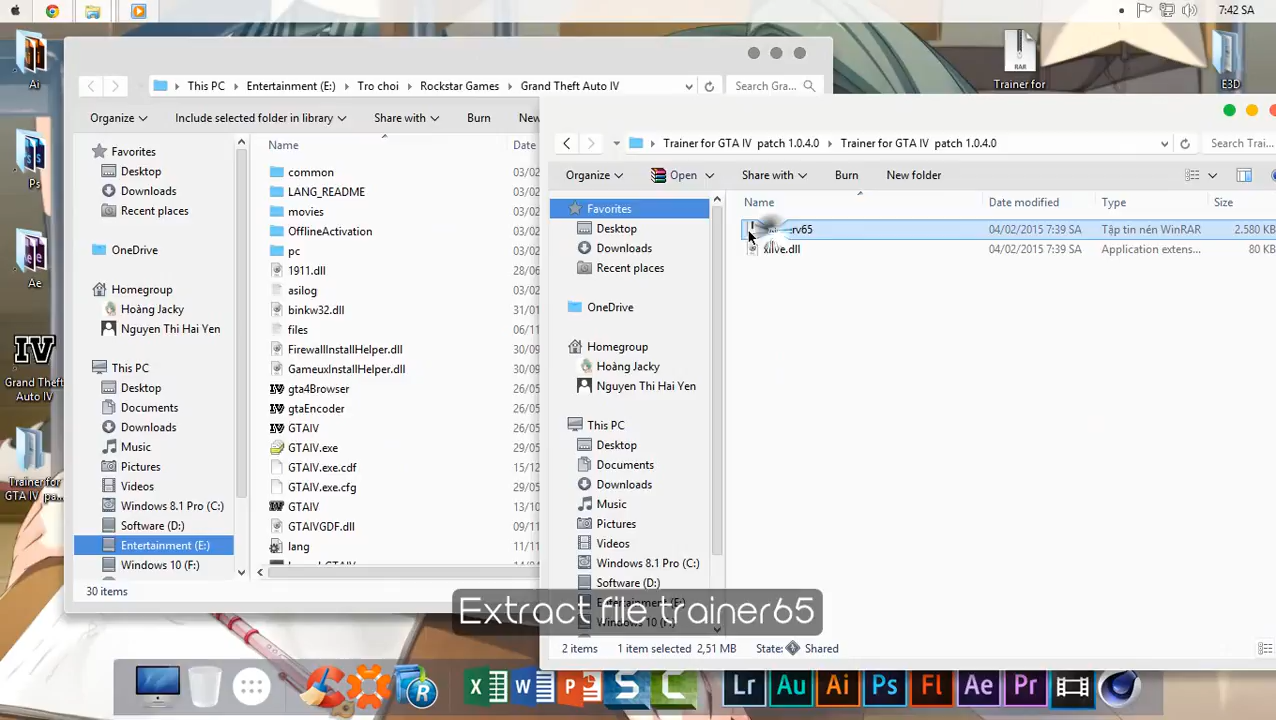 7:42 SA
Ai
Ps
Ae
Grand Theft
Auto IV
Trainer for
GTA IV pa...
RAR
Trainer for
E3D
This PC
Entertainment (E:)
Tro choi
Rockstar Games
Grand Theft Auto IV
Search Gra...
Organize
Include selected folder in library
Share with
Burn
New
Favorites
Desktop
Downloads
Recent places
OneDrive
Homegroup
Hoàng Jacky
Nguyen Thi Hai Yen
This PC
Desktop
Documents
Downloads
Music
Pictures
Videos
Windows 8.1 Pro (C:)
Software (D:)
Entertainment (E:)
Windows 10 (F:)
Name
Date
common
03/02
LANG_README
03/02
movies
03/02
OfflineActivation
03/02
pc
03/02
1911.dll
28/06
asilog
03/02
binkw32.dll
31/01
files
06/11
FirewallInstallHelper.dll
30/09
GameuxInstallHelper.dll
30/09
gta4Browser
26/05
gtaEncoder
26/05
GTAIV
26/05
GTAIV.exe
29/05
GTAIV.exe.cdf
15/12
GTAIV.exe.cfg
29/05
GTAIV
13/10
GTAIVGDF.dll
09/11
lang
11/11
30 items
Trainer for GTA IV patch 1.0.4.0
Trainer for GTA IV patch 1.0.4.0
Search Trai...
Organize
Open
Share with
Burn
New folder
Favorites
Desktop
Downloads
Recent places
OneDrive
Homegroup
Hoàng Jacky
Nguyen Thi Hai Yen
This PC
Desktop
Documents
Downloads
Music
Pictures
Videos
Windows 8.1 Pro (C:)
Software (D:)
Entertainment (E:)
Windows 10 (F:)
Name
Date modified
Type
Size
rv65
04/02/2015 7:39 SA
Tập tin nén WinRAR
2.580 KB
xlive.dll
04/02/2015 7:39 SA
Application extens...
80 KB
2 items
1 item selected 2,51 MB
State:
Shared
Extract file trainer65
Lr
Au
Ai
Ps
Fl
Ae
Pr